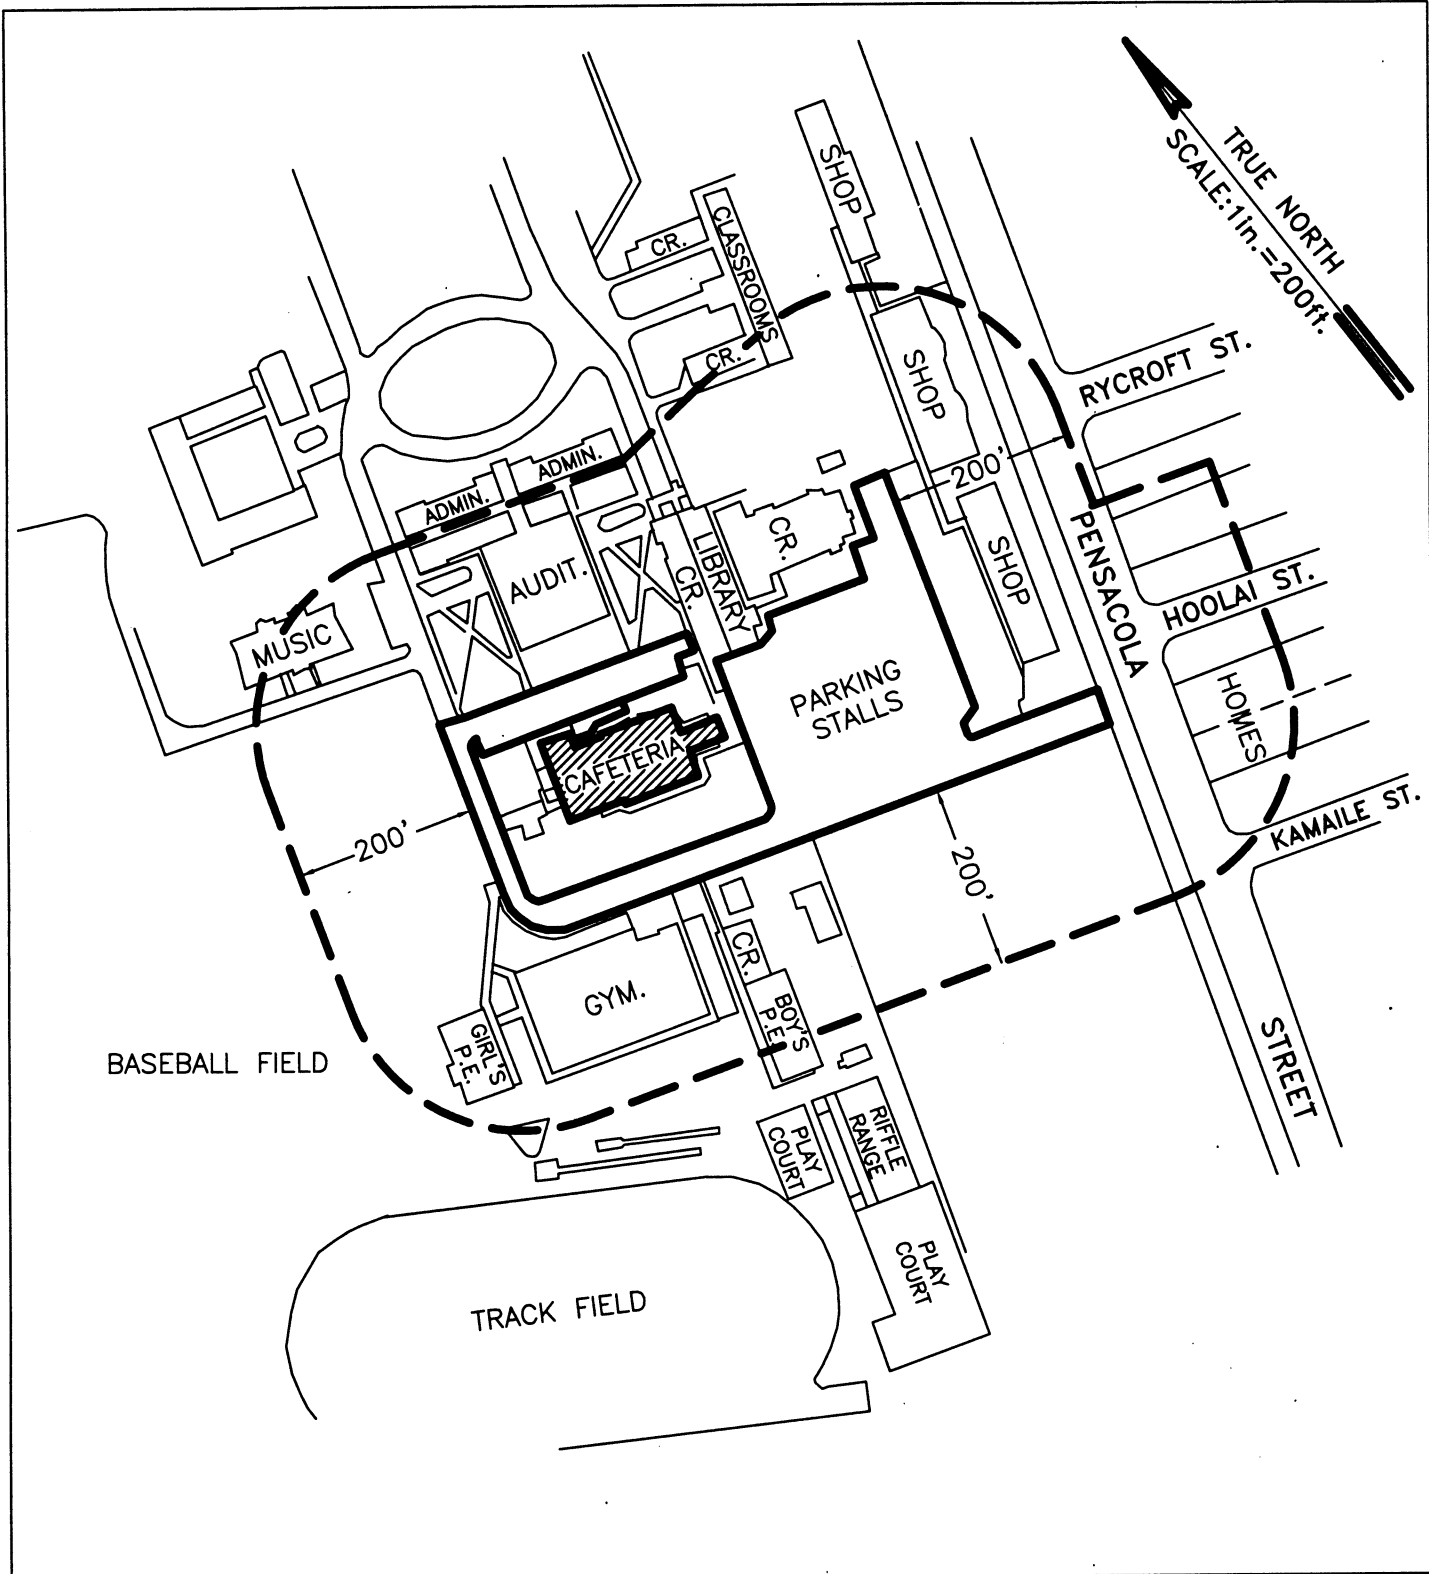 TRUE NORTH
SCALE:1in.=200ft.
SHOP
CR.
CLASSROOMS
CR.
SHOP
RYCROFT ST.
200'
ADMIN.
ADMIN.
AUDIT.
CR.
LIBRARY
CR.
SHOP
PENSACOLA
HOOLAI ST.
MUSIC
PARKING
STALLS
HOMES
CAFETERIA
200'
200'
KAMAILE ST.
CR.
GYM.
BOY'S
P.E.
GIRL'S
P.E.
BASEBALL FIELD
STREET
PLAY
COURT
RIFFLE
RANGE
PLAY
COURT
TRACK FIELD